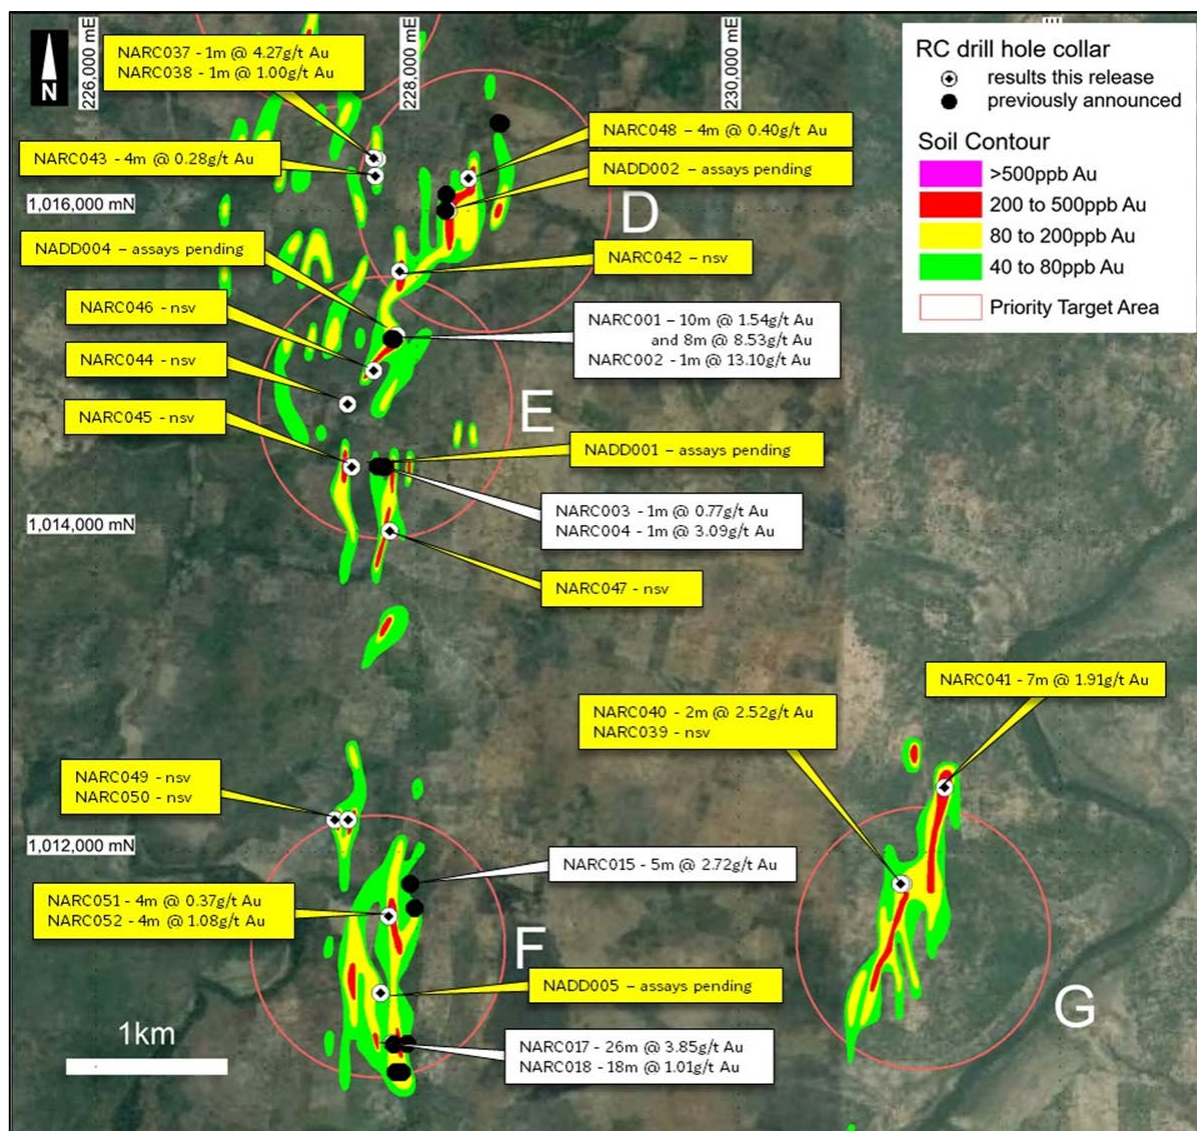 N
226,000 mE
228,000 mE
230,000 mE
RC drill hole collar
results this release
previously announced
Soil Contour
>500ppb Au
200 to 500ppb Au
80 to 200ppb Au
40 to 80ppb Au
Priority Target Area
NARC037 - 1m @ 4.27g/t Au
NARC038 - 1m @ 1.00g/t Au
NARC048 – 4m @ 0.40g/t Au
NARC043 - 4m @ 0.28g/t Au
NADD002 – assays pending
1,016,000 mN
D
NADD004 – assays pending
NARC042 – nsv
NARC046 - nsv
NARC001 - 10m @ 1.54g/t Au
and 8m @ 8.53g/t Au
NARC002 - 1m @ 13.10g/t Au
NARC044 - nsv
E
NARC045 - nsv
NADD001 – assays pending
NARC003 - 1m @ 0.77g/t Au
NARC004 - 1m @ 3.09g/t Au
1,014,000 mN
NARC047 - nsv
NARC041 - 7m @ 1.91g/t Au
NARC040 - 2m @ 2.52g/t Au
NARC039 - nsv
NARC049 - nsv
NARC050 - nsv
1,012,000 mN
NARC015 - 5m @ 2.72g/t Au
NARC051 - 4m @ 0.37g/t Au
NARC052 - 4m @ 1.08g/t Au
F
NADD005 – assays pending
G
1km
NARC017 - 26m @ 3.85g/t Au
NARC018 - 18m @ 1.01g/t Au